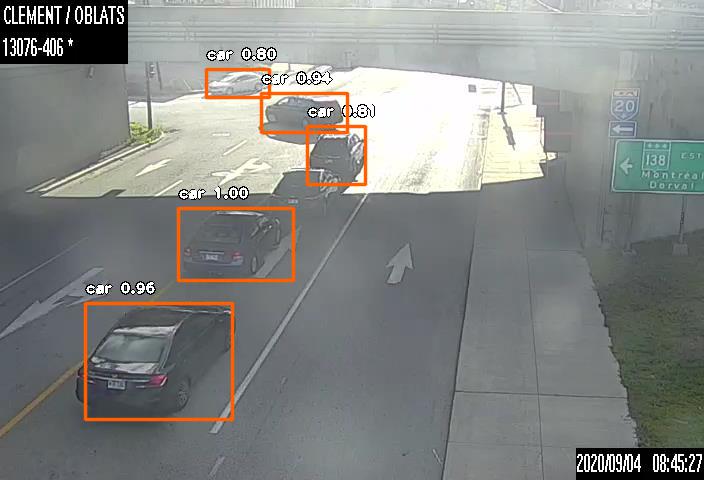 CLEMENT / OBLATS
13076-406 *
car 0.80
car 0.94
car 0.81
car 1.00
car 0.96
20
138 EST
Montréal
Dorval
2020/09/04 08:45:27